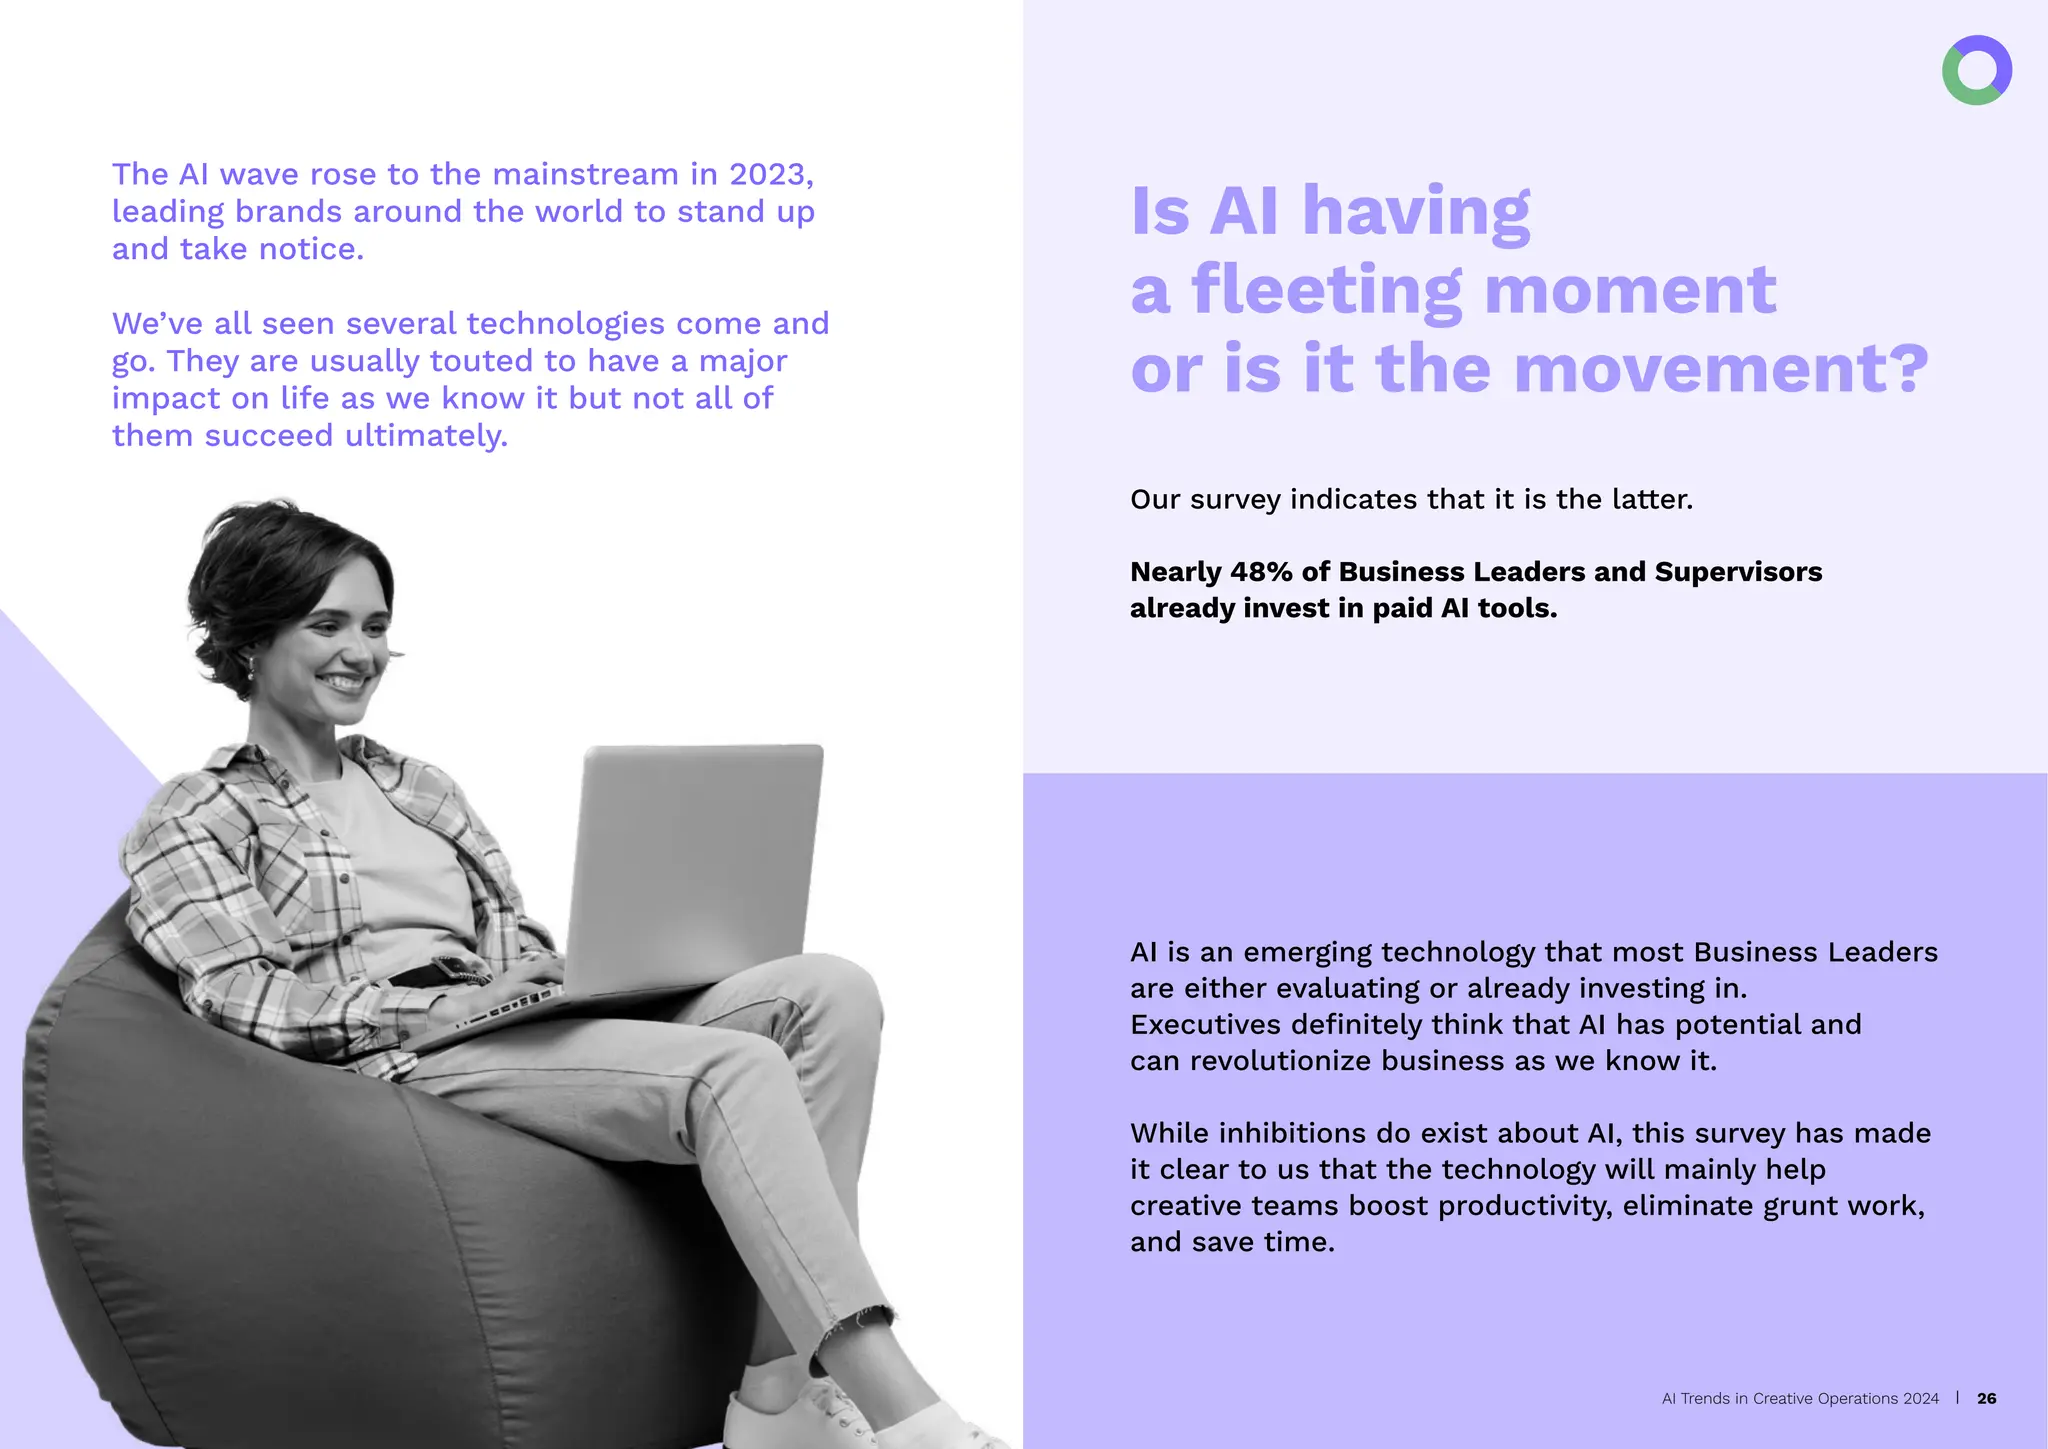 The AI wave rose to the mainstream in 2023,
leading brands around the world to stand up
and take notice.
We’ve all seen several technologies come and
go. They are usually touted to have a major
impact on life as we know it but not all of
them succeed ultimately.
Is AI having
a fleeting moment
or is it the movement?
Our survey indicates that it is the latter.
Nearly 48% of Business Leaders and Supervisors
already invest in paid AI tools.
AI is an emerging technology that most Business Leaders
are either evaluating or already investing in.
Executives definitely think that AI has potential and
can revolutionize business as we know it.
While inhibitions do exist about AI, this survey has made
it clear to us that the technology will mainly help
creative teams boost productivity, eliminate grunt work,
and save time.
AI Trends in Creative Operations 2024 | 26